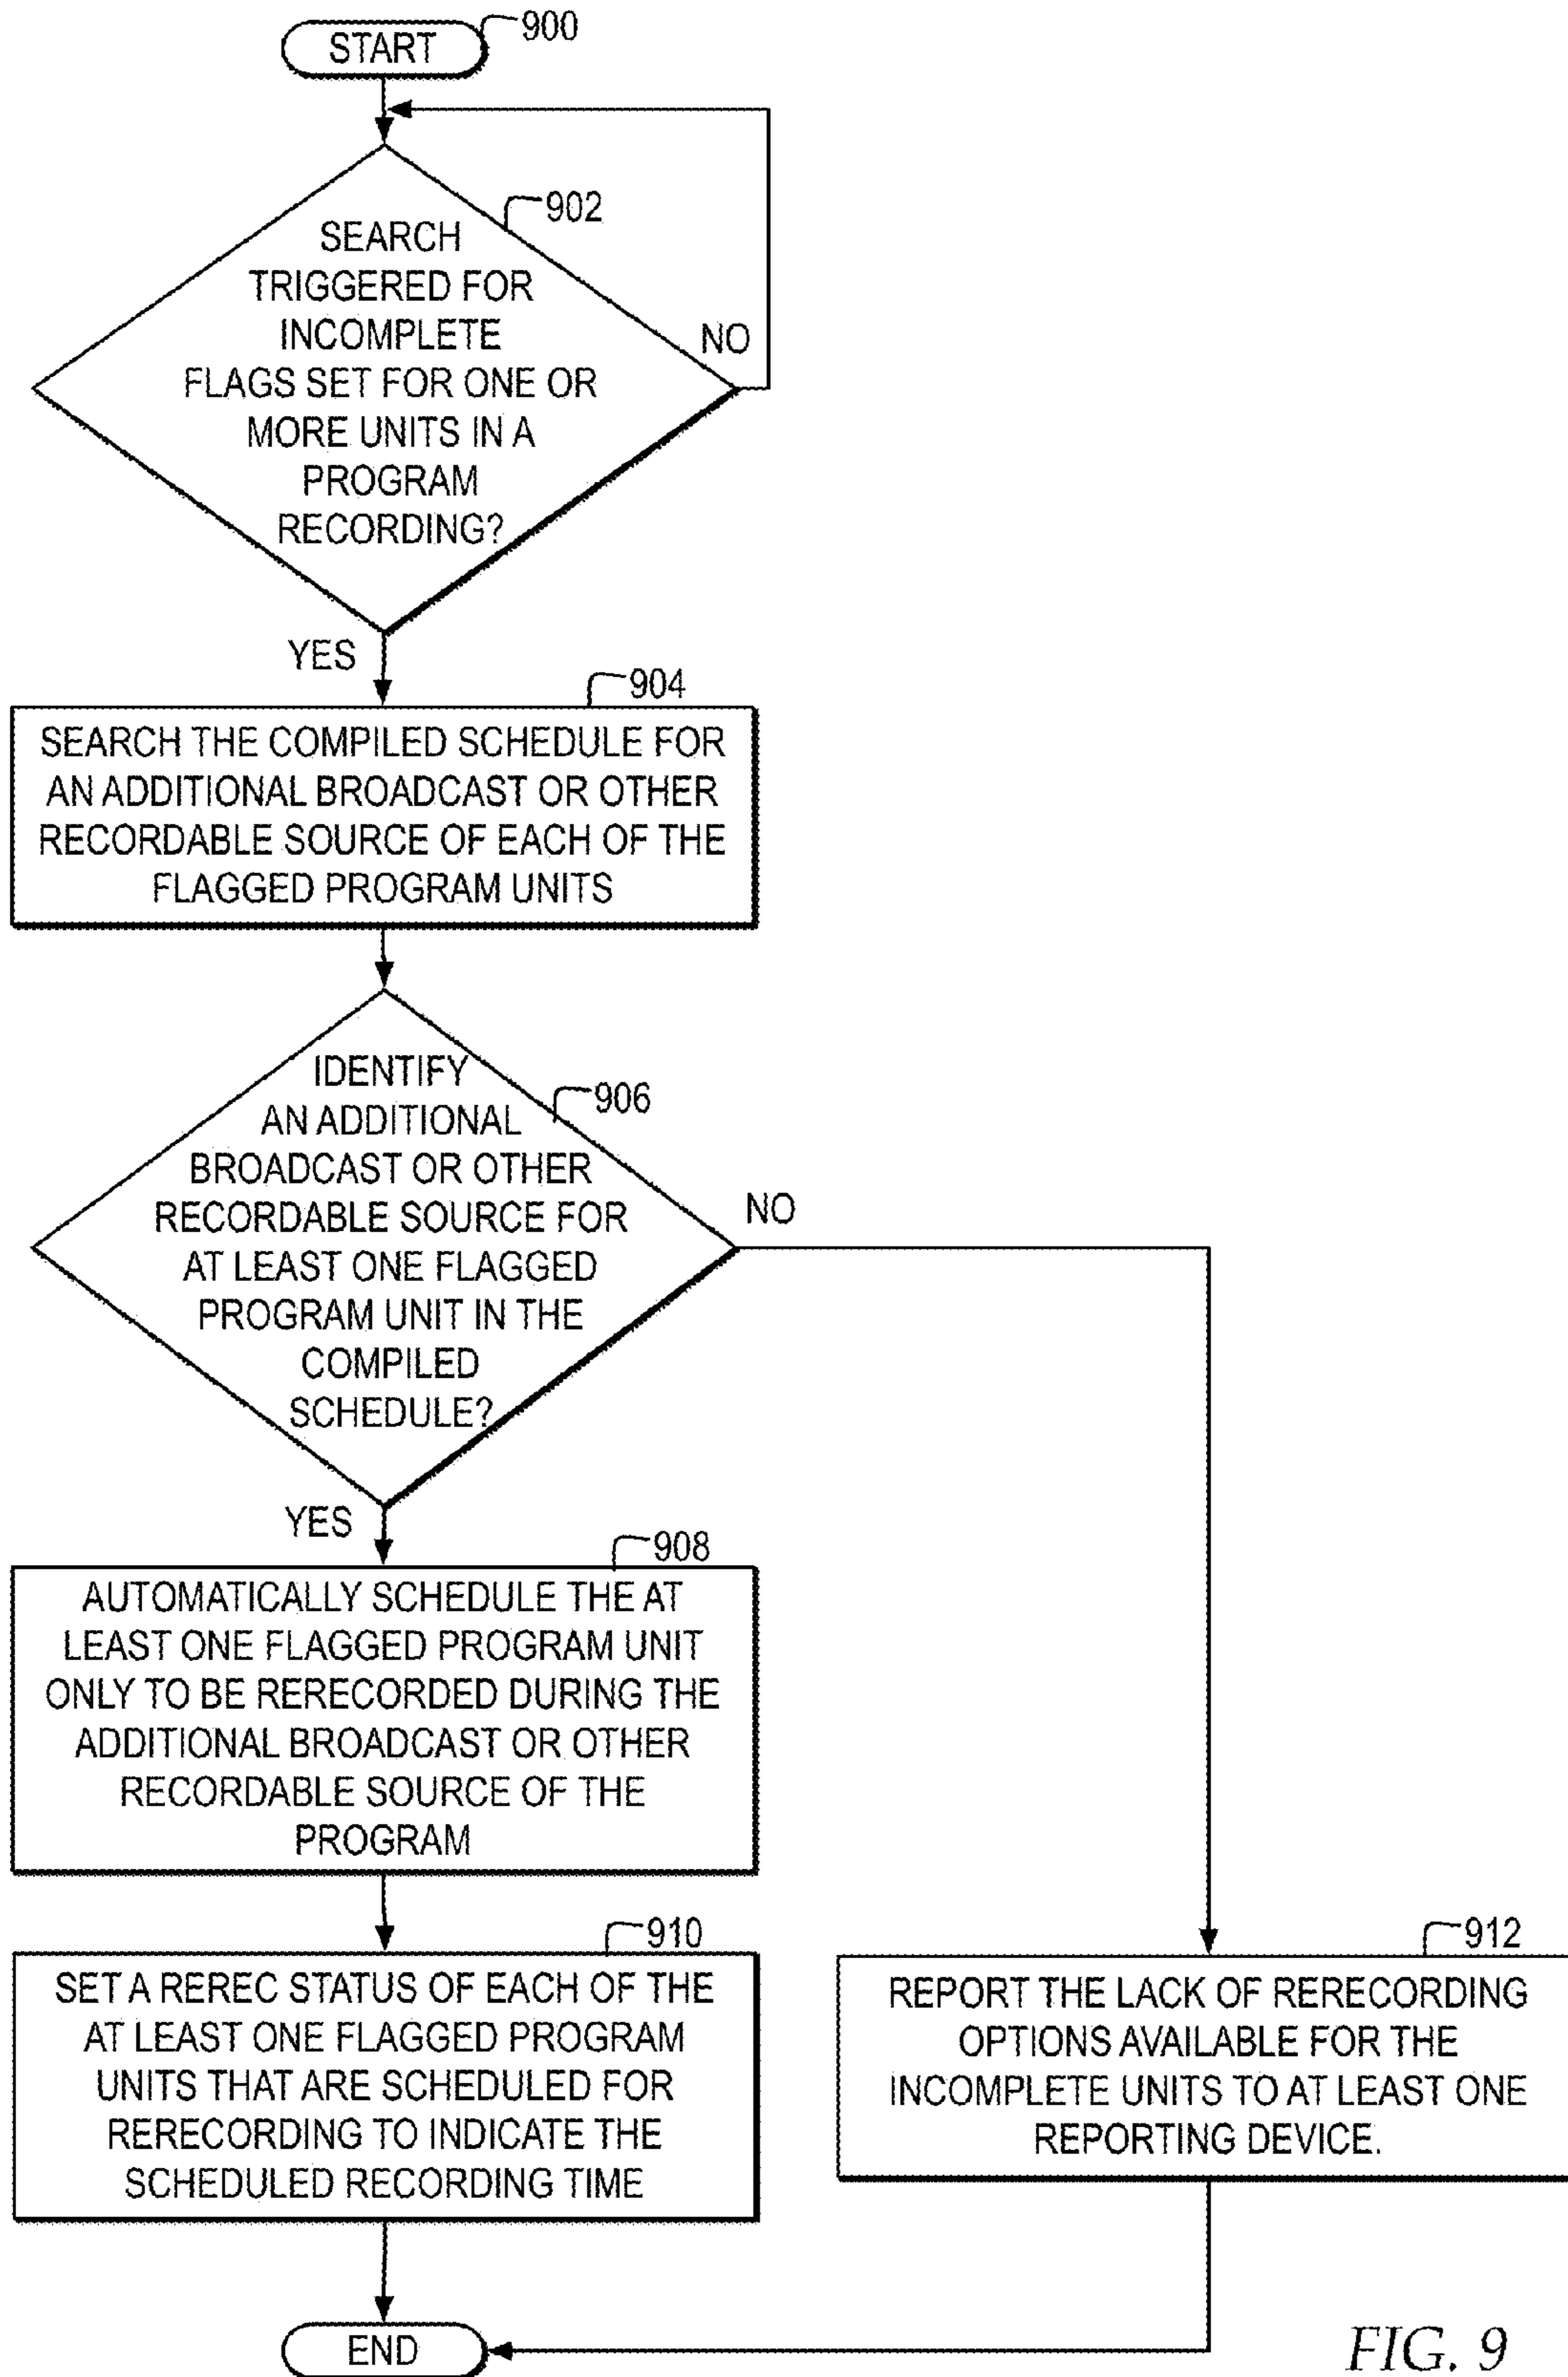 START
900
902
SEARCH
TRIGGERED FOR
INCOMPLETE
FLAGS SET FOR ONE OR
MORE UNITS IN A
PROGRAM
RECORDING?
NO
YES
904
SEARCH THE COMPILED SCHEDULE FOR
AN ADDITIONAL BROADCAST OR OTHER
RECORDABLE SOURCE OF EACH OF THE
FLAGGED PROGRAM UNITS
906
IDENTIFY
AN ADDITIONAL
BROADCAST OR OTHER
RECORDABLE SOURCE FOR
AT LEAST ONE FLAGGED
PROGRAM UNIT IN THE
COMPILED
SCHEDULE?
NO
YES
908
AUTOMATICALLY SCHEDULE THE AT
LEAST ONE FLAGGED PROGRAM UNIT
ONLY TO BE RERECORDED DURING THE
ADDITIONAL BROADCAST OR OTHER
RECORDABLE SOURCE OF THE
PROGRAM
910
SET A REREC STATUS OF EACH OF THE
AT LEAST ONE FLAGGED PROGRAM
UNITS THAT ARE SCHEDULED FOR
RERECORDING TO INDICATE THE
SCHEDULED RECORDING TIME
912
REPORT THE LACK OF RERECORDING
OPTIONS AVAILABLE FOR THE
INCOMPLETE UNITS TO AT LEAST ONE
REPORTING DEVICE.
END
FIG. 9